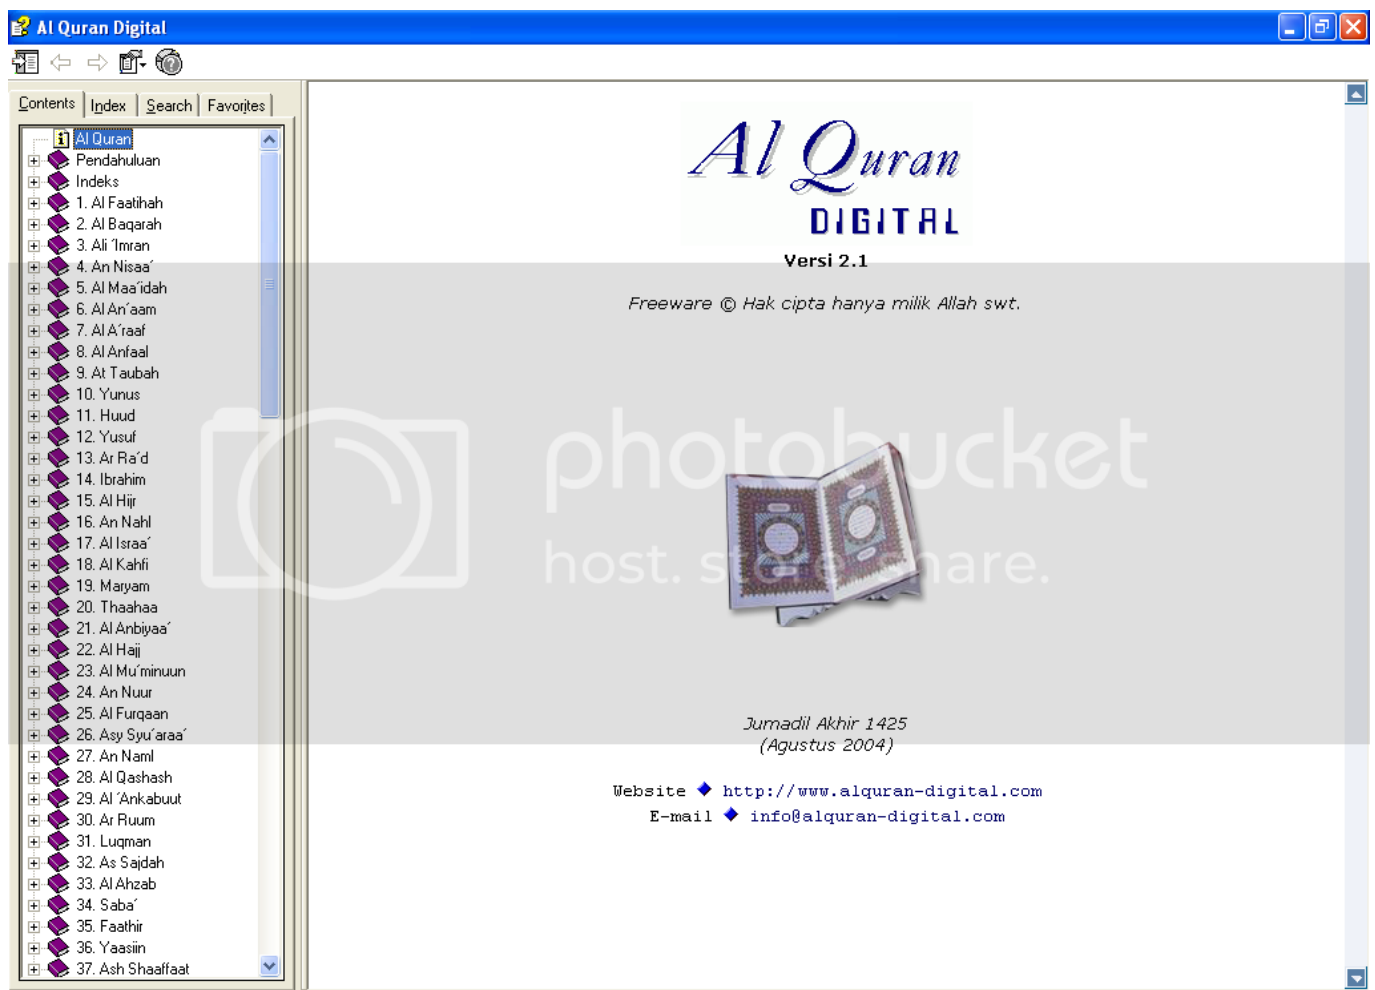 Al Quran Digital
Contents
Index
Search
Favorites
Al Quran
Pendahuluan
Indeks
1. Al Faatihah
2. Al Baqarah
3. Ali ´Imran
4. An Nisaa´
5. Al Maa´idah
6. Al An´aam
7. Al A´raaf
8. Al Anfaal
9. At Taubah
10. Yunus
11. Huud
12. Yusuf
13. Ar Ra´d
14. Ibrahim
15. Al Hijr
16. An Nahl
17. Al Israa´
18. Al Kahfi
19. Maryam
20. Thaahaa
21. Al Anbiyaa´
22. Al Hajj
23. Al Mu´minuun
24. An Nuur
25. Al Furqaan
26. Asy Syu´araa´
27. An Naml
28. Al Qashash
29. Al ´Ankabuut
30. Ar Ruum
31. Luqman
32. As Sajdah
33. Al Ahzab
34. Saba´
35. Faathir
36. Yaasiin
37. Ash Shaaffaat
Al Quran
DIGITAL
Versi 2.1
Freeware © Hak cipta hanya milik Allah swt.
photobucket
host. store. share.
Jumadil Akhir 1425
(Agustus 2004)
Website http://www.alquran-digital.com
E-mail info@alquran-digital.com